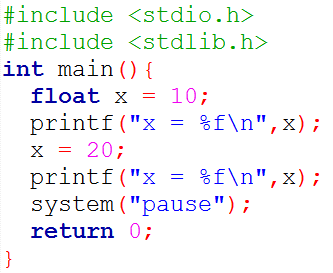 #include <stdio.h>
#include <stdlib.h>
int main(){
  float x = 10;
  printf("x = %f\n",x);
  x = 20;
  printf("x = %f\n",x);
  system("pause");
  return 0;
}